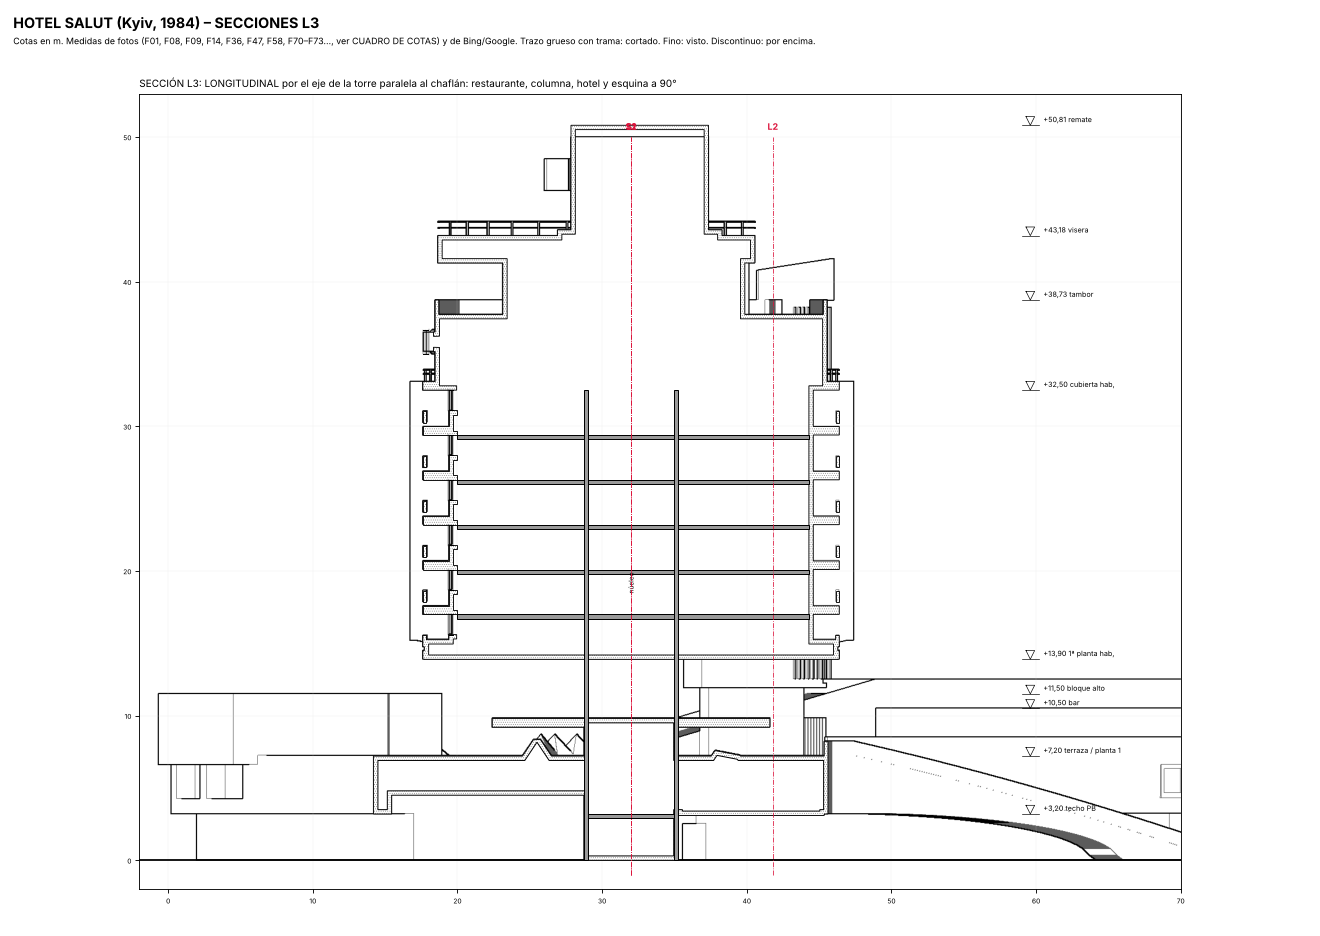 HOTEL SALUT (Kyiv, 1984) – SECCIONES L3
Cotas en m. Medidas de fotos (F01, F08, F09, F14, F36, F47, F58, F70–F73..., ver CUADRO DE COTAS) y de Bing/Google. Trazo grueso con trama: cortado. Fino: visto. Discontinuo: por encima.
SECCIÓN L3: LONGITUDINAL por el eje de la torre paralela al chaflán: restaurante, columna, hotel y esquina a 90°
L2
+50,81 remate
50
+43,18 visera
40
+38,73 tambor
+32,50 cubierta hab,
30
20
núcleo
+13,90 1ª planta hab,
+11,50 bloque alto
+10,50 bar
10
+7,20 terraza / planta 1
+3,20 techo PB
0
0 10 20 30 40 50 60 70